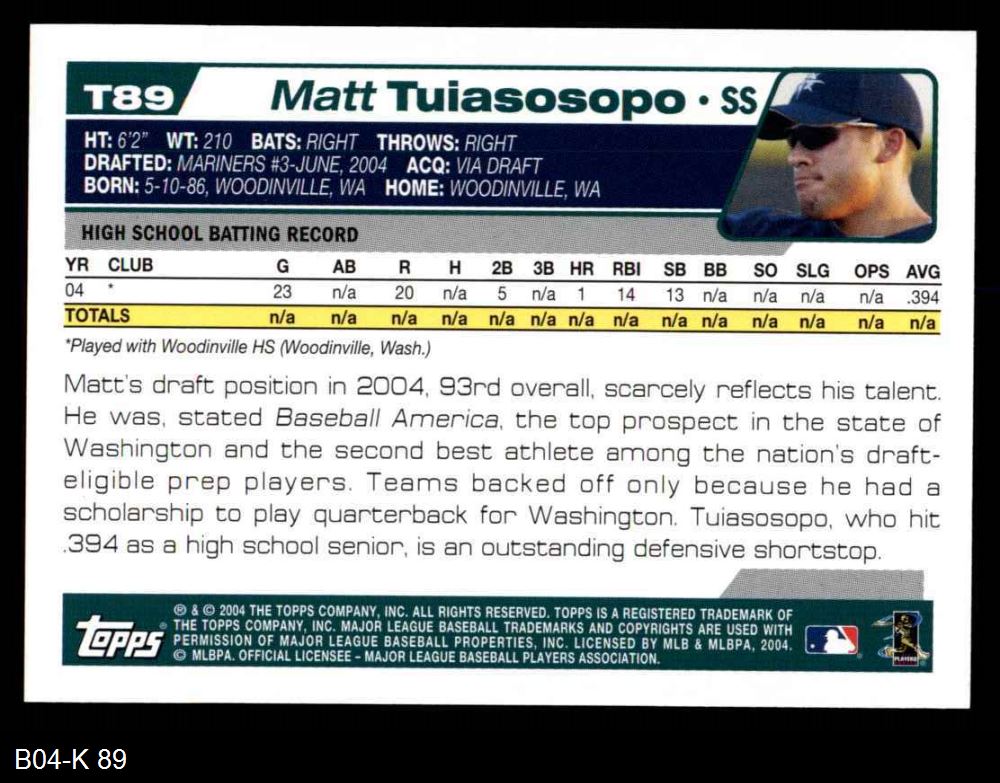 T89 Matt Tuiasosopo • SS
HT: 6'2" WT: 210 BATS: RIGHT THROWS: RIGHT
DRAFTED: MARINERS #3-JUNE, 2004 ACQ: VIA DRAFT
BORN: 5-10-86, WOODINVILLE, WA HOME: WOODINVILLE, WA
HIGH SCHOOL BATTING RECORD
YR CLUB G AB R H 2B 3B HR RBI SB BB SO SLG OPS AVG
04 * 23 n/a 20 n/a 5 n/a 1 14 13 n/a n/a n/a n/a .394
TOTALS n/a n/a n/a n/a n/a n/a n/a n/a n/a n/a n/a n/a n/a n/a
*Played with Woodinville HS (Woodinville, Wash.)
Matt's draft position in 2004, 93rd overall, scarcely reflects his talent.
He was, stated Baseball America, the top prospect in the state of
Washington and the second best athlete among the nation's draft-
eligible prep players. Teams backed off only because he had a
scholarship to play quarterback for Washington. Tuiasosopo, who hit
.394 as a high school senior, is an outstanding defensive shortstop.
Topps ®
® & © 2004 THE TOPPS COMPANY, INC. ALL RIGHTS RESERVED. TOPPS IS A REGISTERED TRADEMARK OF
THE TOPPS COMPANY, INC. MAJOR LEAGUE BASEBALL TRADEMARKS AND COPYRIGHTS ARE USED WITH
PERMISSION OF MAJOR LEAGUE BASEBALL PROPERTIES, INC. LICENSED BY MLB & MLBPA, 2004.
© MLBPA. OFFICIAL LICENSEE – MAJOR LEAGUE BASEBALL PLAYERS ASSOCIATION.
PLAYERS
B04-K 89